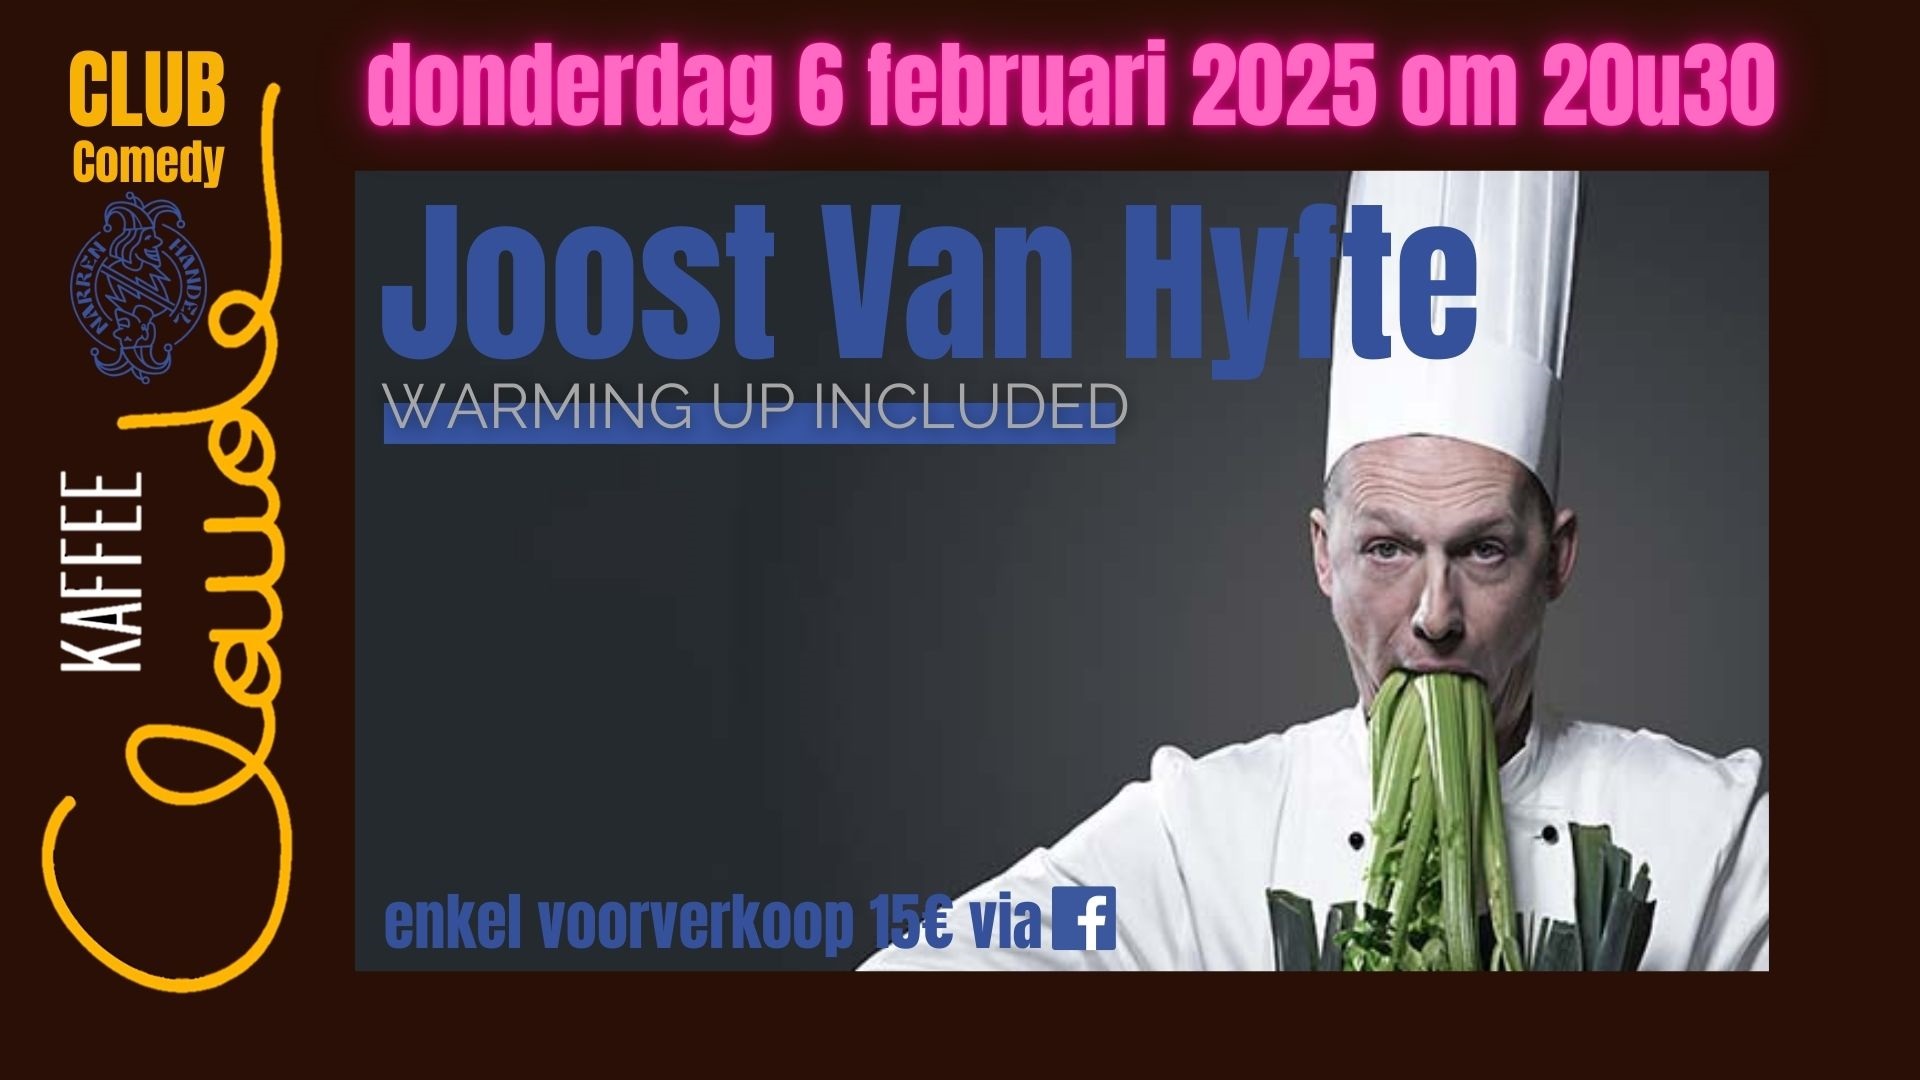 CLUB
Comedy
NARREN
HANDEL
KAFFEE
Claude
donderdag 6 februari 2025 om 20u30
Joost Van Hyfte
WARMING UP INCLUDED
enkel voorverkoop 15€ via f